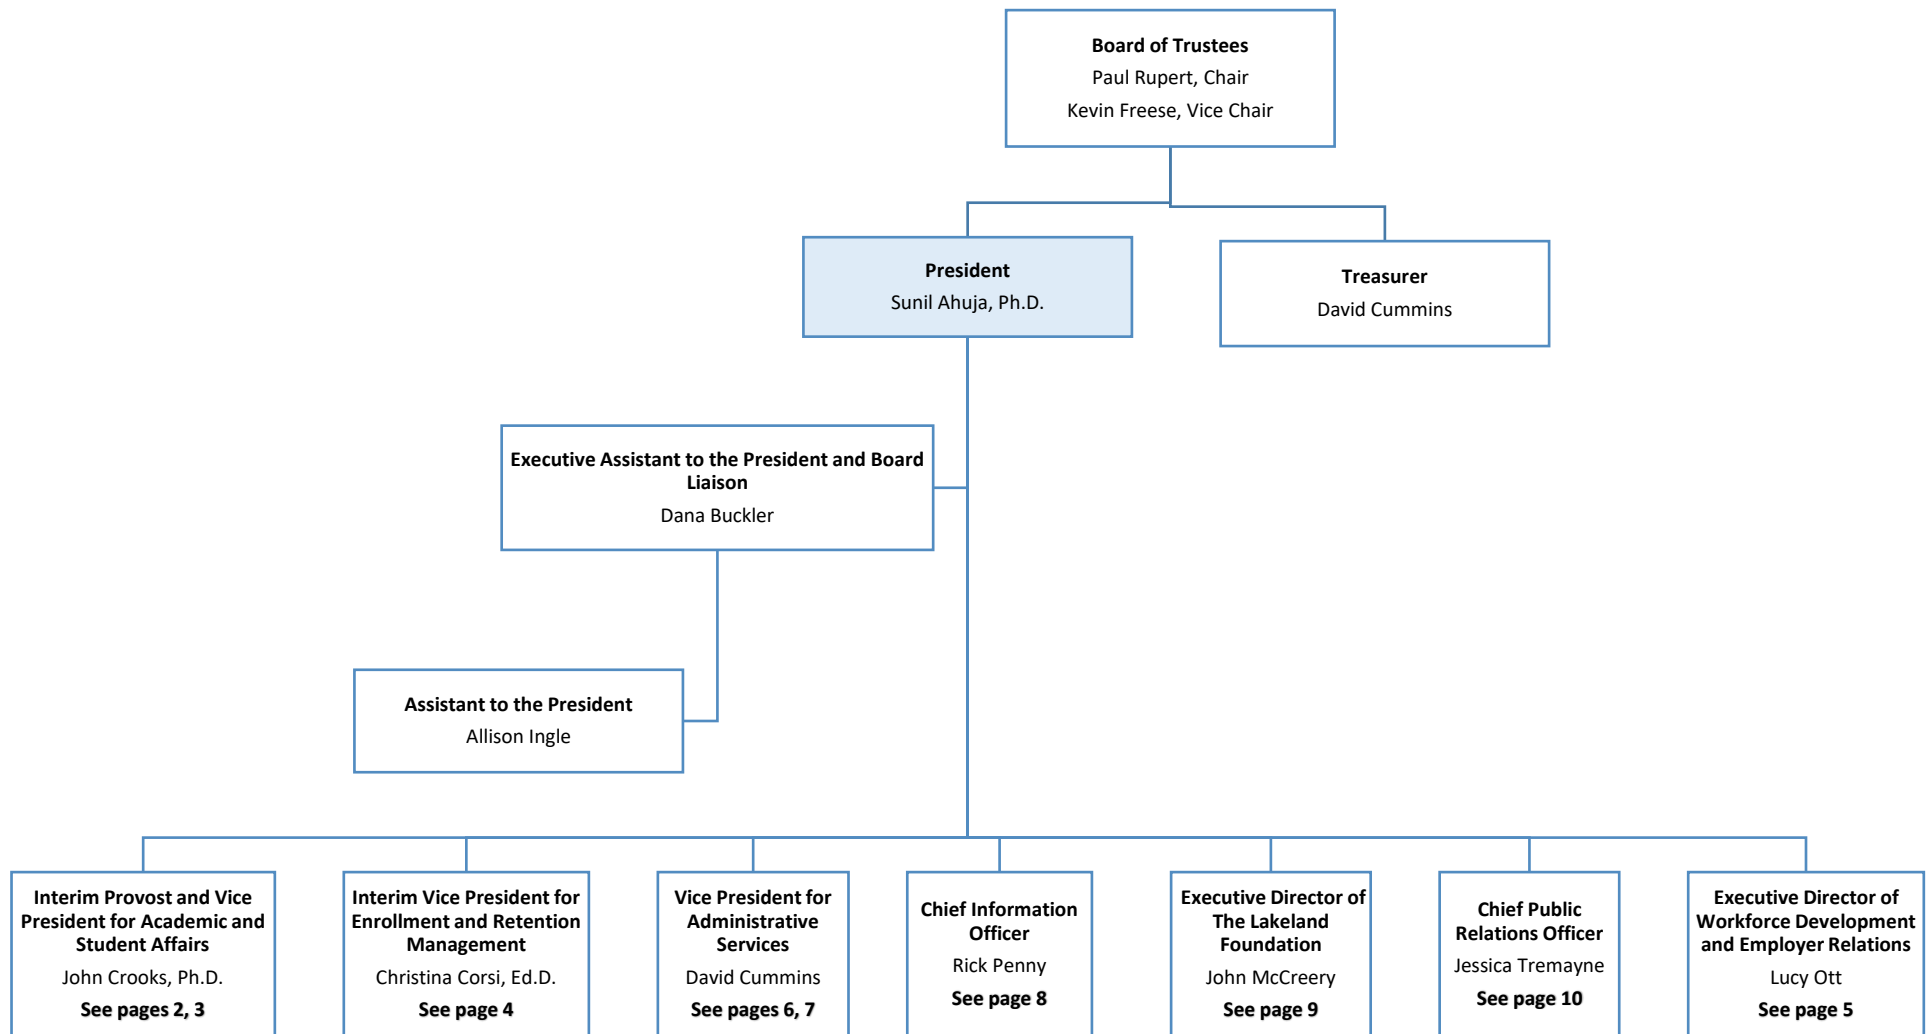 Board of Trustees
Paul Rupert, Chair
Kevin Freese, Vice Chair
President
Sunil Ahuja, Ph.D.
Treasurer
David Cummins
Executive Assistant to the President and Board
Liaison
Dana Buckler
Assistant to the President
Allison Ingle
Interim Provost and Vice
President for Academic and
Student Affairs
John Crooks, Ph.D.
See pages 2, 3
Interim Vice President for
Enrollment and Retention
Management
Christina Corsi, Ed.D.
See page 4
Vice President for
Administrative
Services
David Cummins
See pages 6, 7
Chief Information
Officer
Rick Penny
See page 8
Executive Director of
The Lakeland
Foundation
John McCreery
See page 9
Chief Public
Relations Officer
Jessica Tremayne
See page 10
Executive Director of
Workforce Development
and Employer Relations
Lucy Ott
See page 5